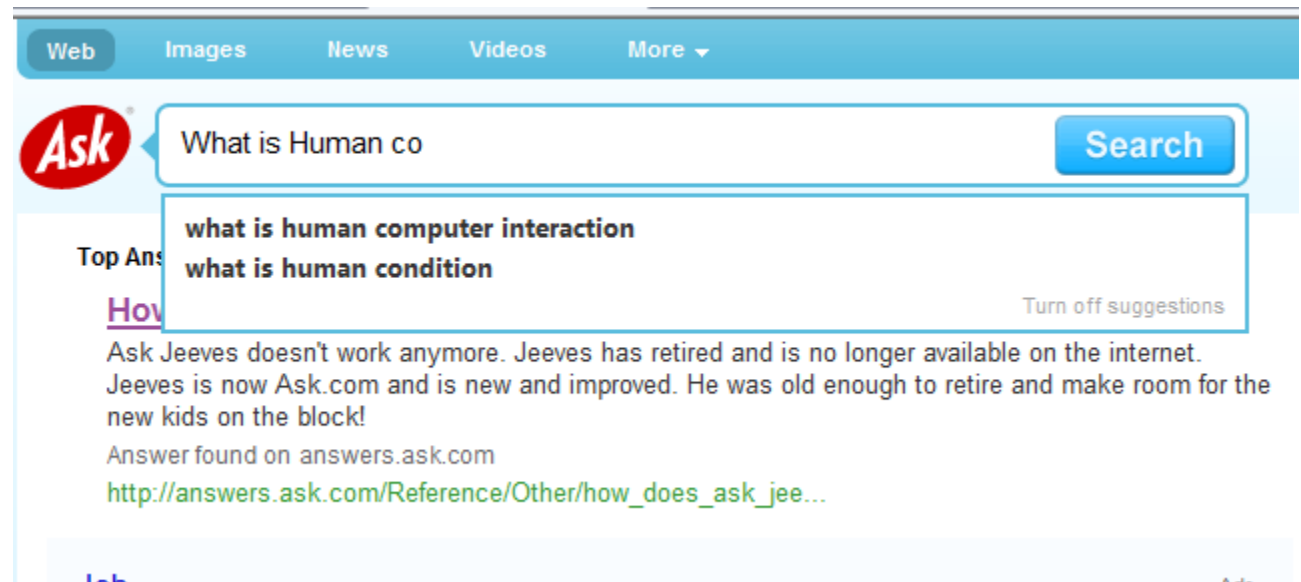 Web Images News Videos More
Ask ®
What is Human co
Search
what is human computer interaction
what is human condition
Turn off suggestions
Top
Ask Jeeves doesn't work anymore. Jeeves has retired and is no longer available on the internet.
Jeeves is now Ask.com and is new and improved. He was old enough to retire and make room for the
new kids on the block!
Answer found on answers.ask.com
http://answers.ask.com/Reference/Other/how_does_ask_jee...